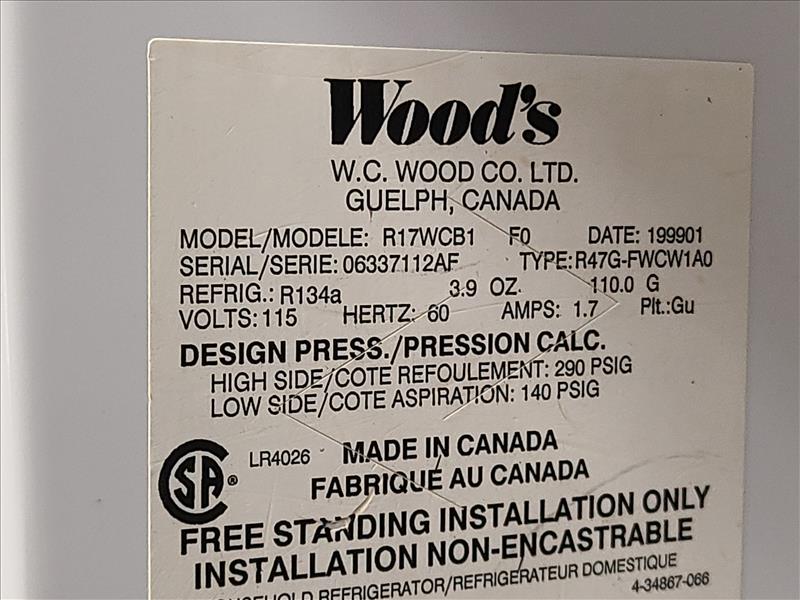 Wood's
W.C. WOOD CO. LTD.
GUELPH, CANADA
MODEL/MODELE: R17WCB1 F0 DATE: 199901
SERIAL/SERIE: 06337112AF TYPE: R47G-FWCW1A0
REFRIG.: R134a 3.9 OZ. 110.0 G
VOLTS: 115 HERTZ: 60 AMPS: 1.7 Plt.:Gu
DESIGN PRESS./PRESSION CALC.
HIGH SIDE/COTE REFOULEMENT: 290 PSIG
LOW SIDE/COTE ASPIRATION: 140 PSIG
CSA ® LR4026 MADE IN CANADA
FABRIQUE AU CANADA
FREE STANDING INSTALLATION ONLY
INSTALLATION NON-ENCASTRABLE
HOUSEHOLD REFRIGERATOR/REFRIGERATEUR DOMESTIQUE
4-34867-066